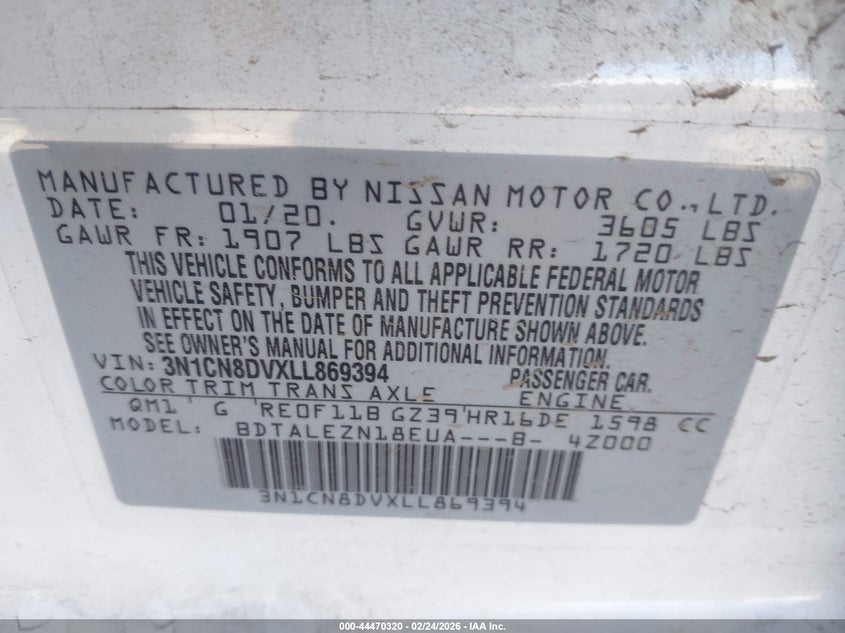 MANUFACTURED BY NISSAN MOTOR CO., LTD.
DATE: 01/20. GVWR: 3605 LBS
GAWR FR: 1907 LBS GAWR RR: 1720 LBS
THIS VEHICLE CONFORMS TO ALL APPLICABLE FEDERAL MOTOR
VEHICLE SAFETY, BUMPER AND THEFT PREVENTION STANDARDS
IN EFFECT ON THE DATE OF MANUFACTURE SHOWN ABOVE.
SEE OWNER'S MANUAL FOR ADDITIONAL INFORMATION.
VIN: 3N1CN8DVXLL869394 PASSENGER CAR.
COLOR TRIM TRANS AXLE ENGINE
QM1 G RE0F11B GZ39 HR16DE 1598 CC
MODEL: BDTALEZN18EUA---B- 4Z000
3N1CN8DVXLL869394
000-44470320 - 02/24/2026 - IAA Inc.